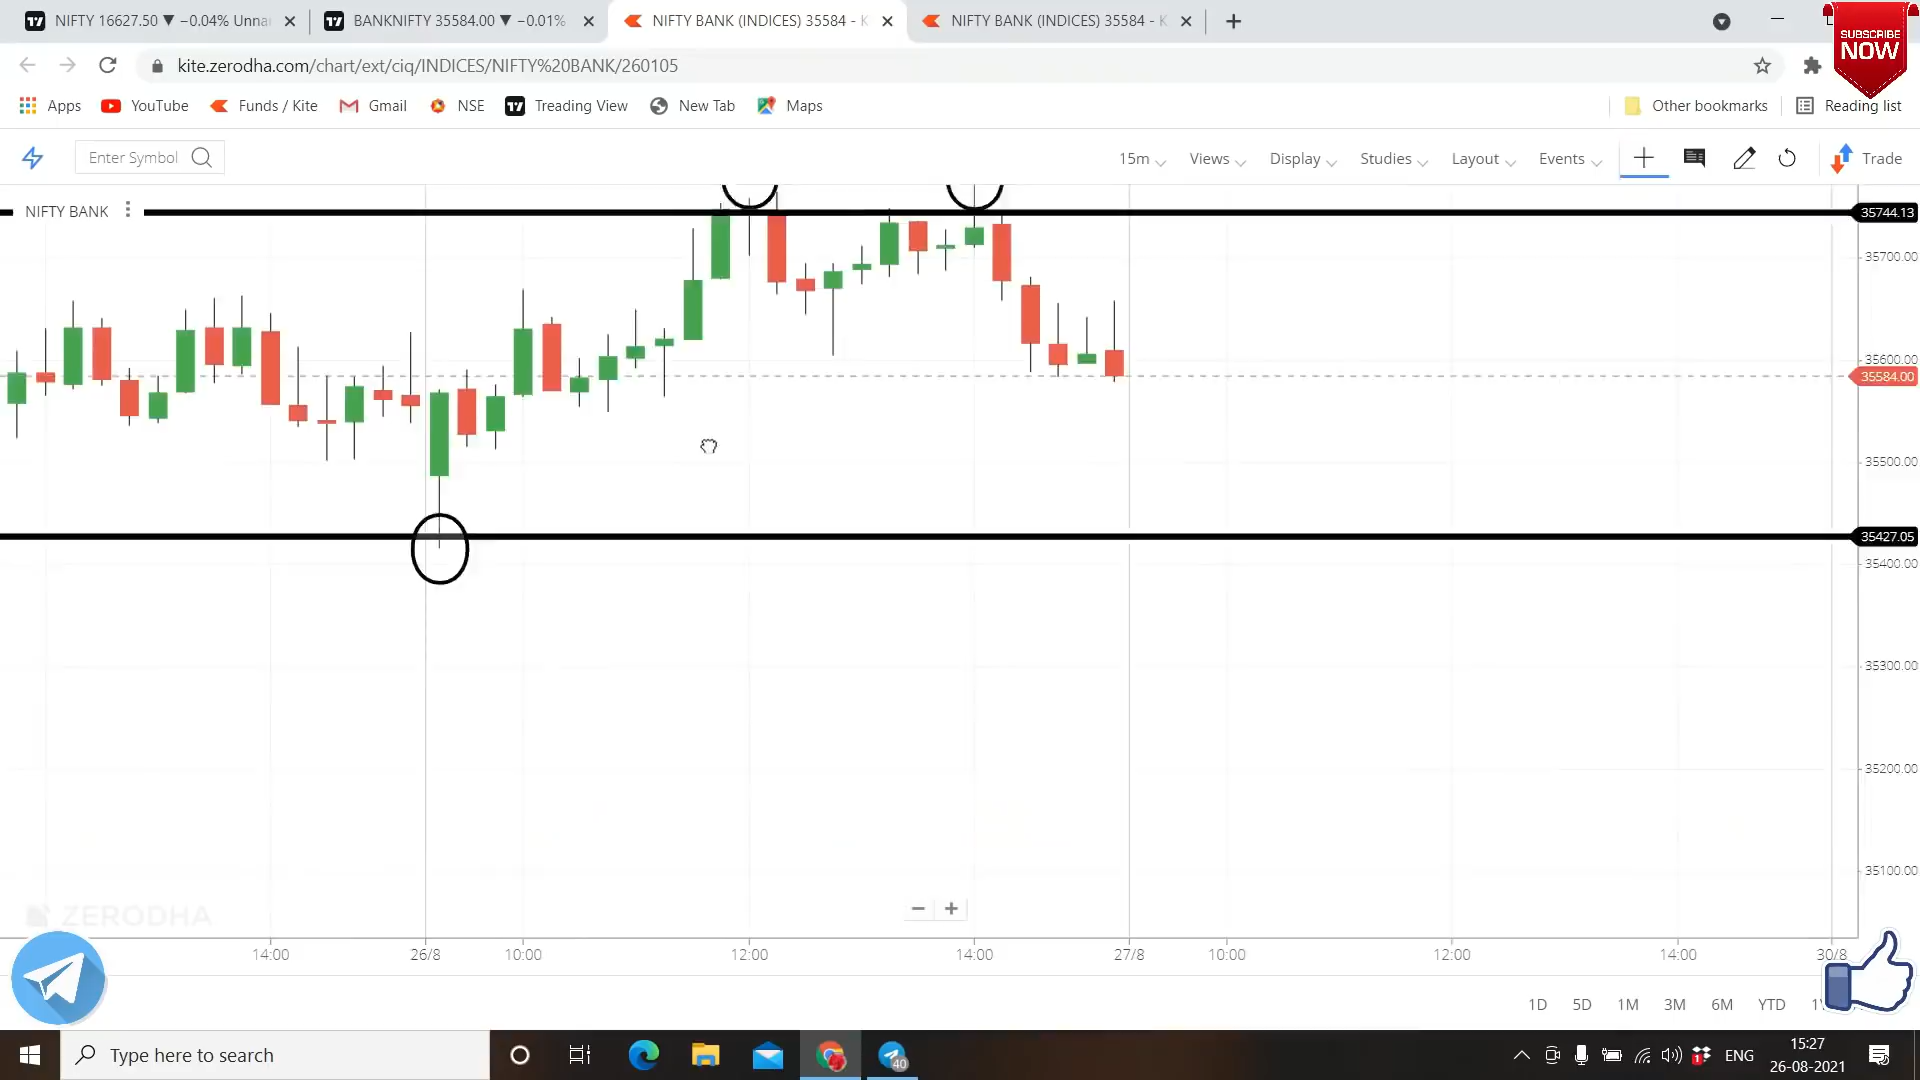 NIFTY 16627.50 ▼ −0.04% Unna
BANKNIFTY 35584.00 ▼ −0.01%
NIFTY BANK (INDICES) 35584 - K
NIFTY BANK (INDICES) 35584 - K
SUBSCRIBE
NOW
kite.zerodha.com/chart/ext/ciq/INDICES/NIFTY%20BANK/260105
Apps YouTube Funds / Kite Gmail NSE Treading View New Tab Maps Other bookmarks Reading list
Enter Symbol 15m Views Display Studies Layout Events Trade
NIFTY BANK
35744.13
35700.00
35600.00
35584.00
35500.00
35427.05
35400.00
35300.00
35200.00
35100.00
ZERODHA
14:00 26/8 10:00 12:00 14:00 27/8 10:00 12:00 14:00 30/8
1D 5D 1M 3M 6M YTD
Type here to search
40
1
ENG
15:27
26-08-2021